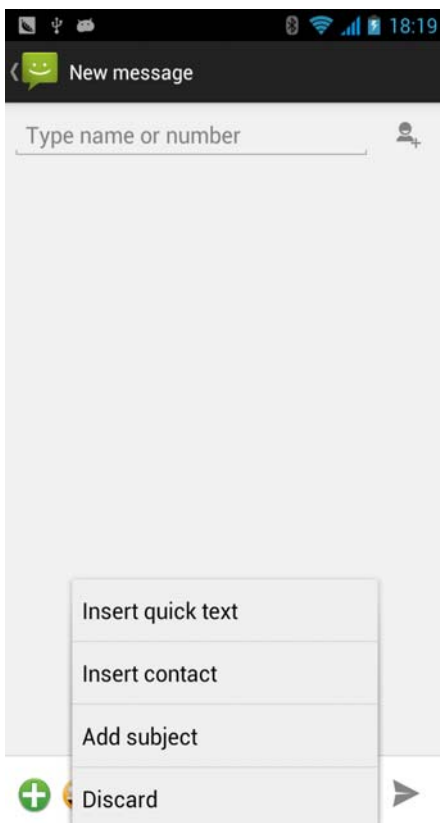 18:19
New message
Type name or number
Insert quick text
Insert contact
Add subject
Discard